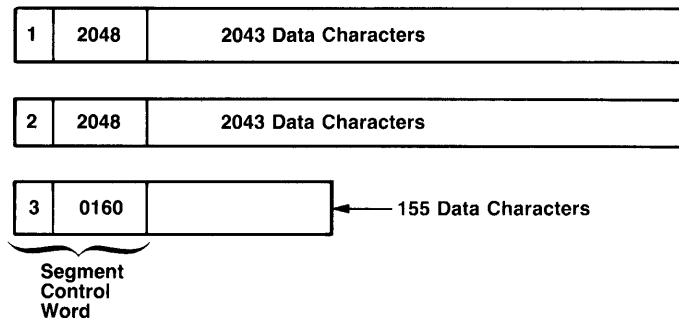 1 2048 2043 Data Characters
2 2048 2043 Data Characters
3 0160 155 Data Characters
Segment
Control
Word